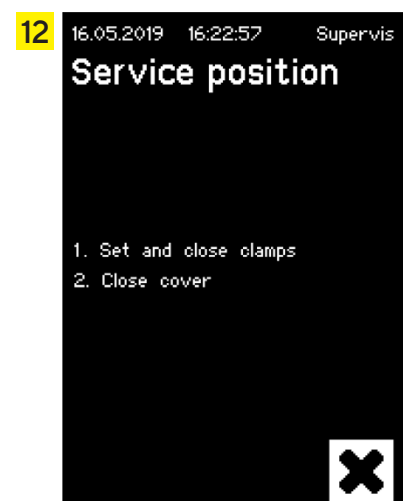 12
16.05.2019 16:22:57 Supervis
Service position
1. Set and close clamps
2. Close cover